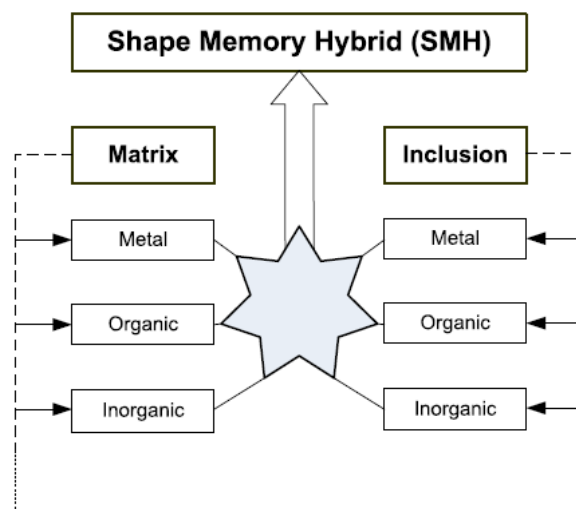 Shape Memory Hybrid (SMH)
Matrix
Inclusion
Metal
Metal
Organic
Organic
Inorganic
Inorganic